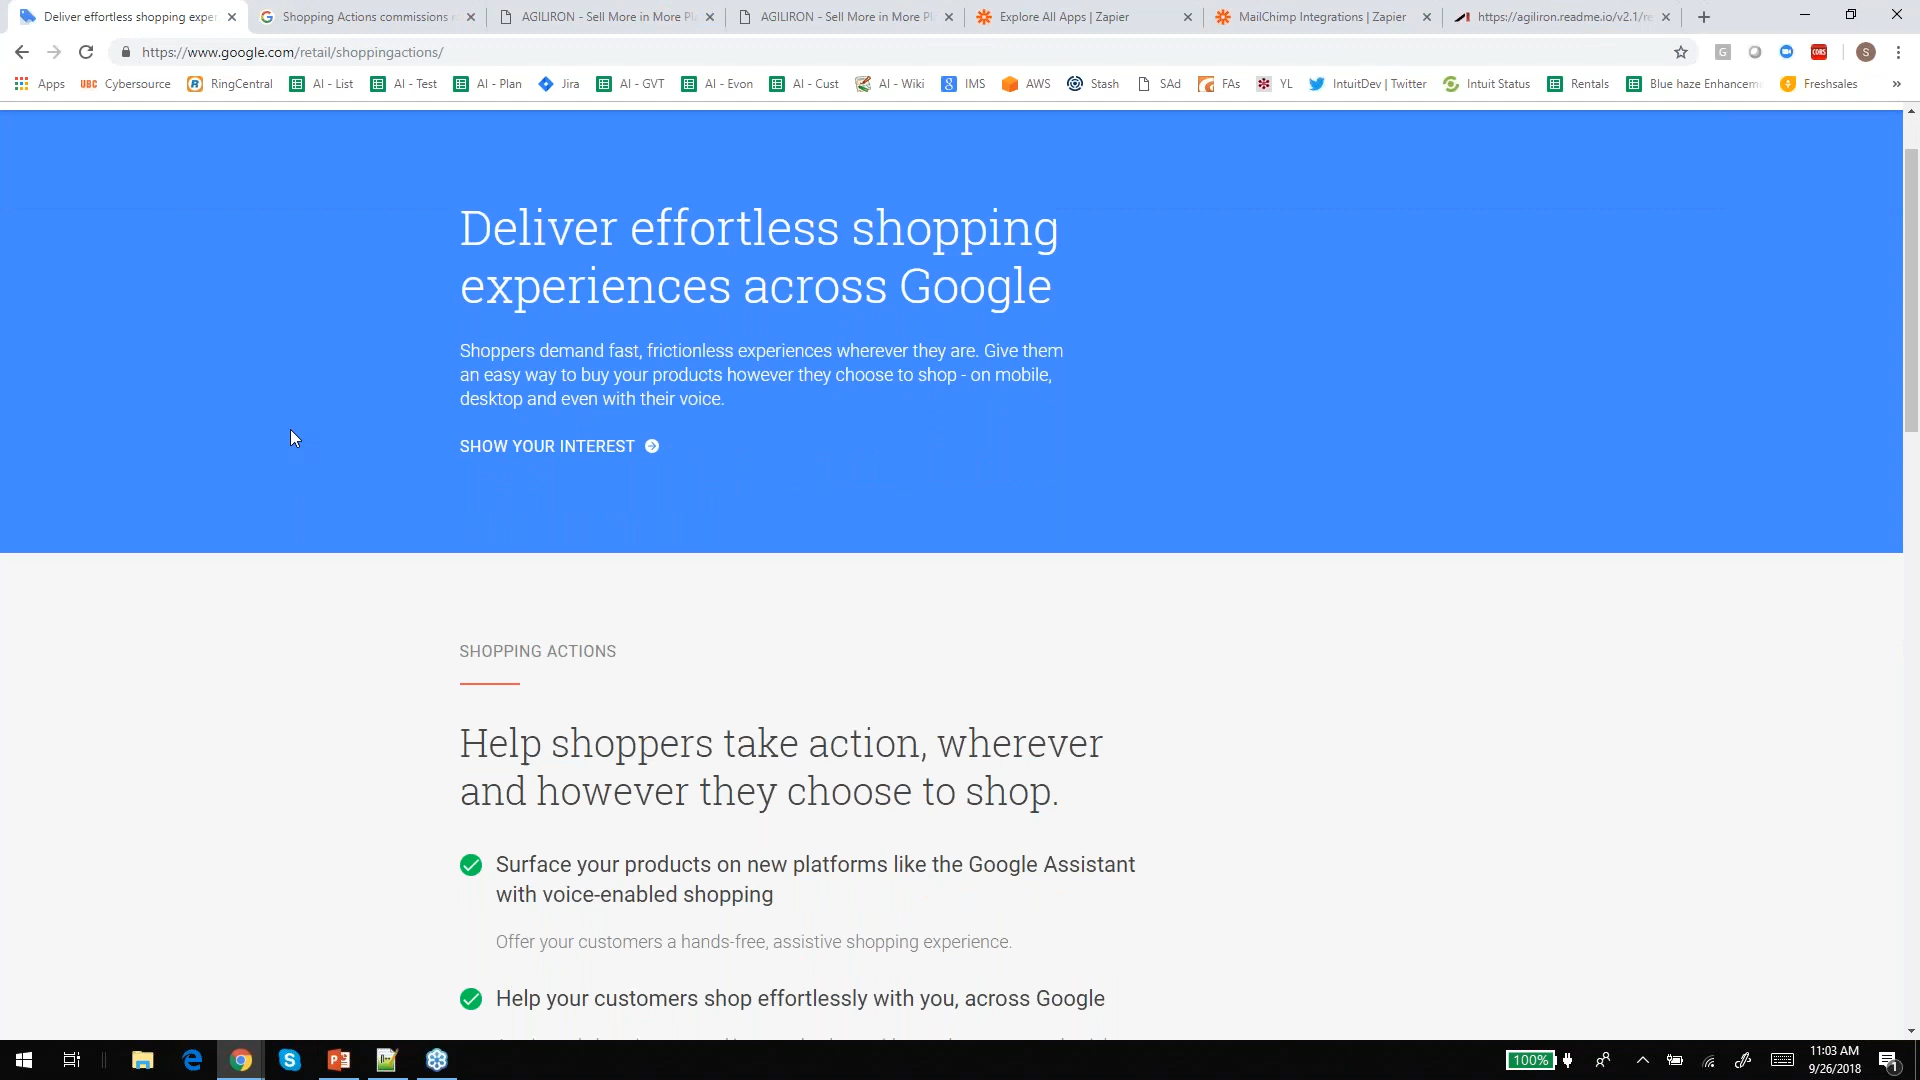 Deliver effortless shopping exper
Shopping Actions commissions
AGILIRON - Sell More in More Pl
AGILIRON - Sell More in More Pl
Explore All Apps | Zapier
MailChimp Integrations | Zapier
https://agiliron.readme.io/v2.1/re
https://www.google.com/retail/shoppingactions/
Apps
UBC Cybersource
RingCentral
AI - List
AI - Test
AI - Plan
Jira
AI - GVT
AI - Evon
AI - Cust
AI - Wiki
IMS
AWS
Stash
SAd
FAs
YL
IntuitDev | Twitter
Intuit Status
Rentals
Blue haze Enhancem
Freshsales
»
Deliver effortless shopping
experiences across Google
Shoppers demand fast, frictionless experiences wherever they are. Give them
an easy way to buy your products however they choose to shop - on mobile,
desktop and even with their voice.
SHOW YOUR INTEREST
SHOPPING ACTIONS
Help shoppers take action, wherever
and however they choose to shop.
Surface your products on new platforms like the Google Assistant
with voice-enabled shopping
Offer your customers a hands-free, assistive shopping experience.
Help your customers shop effortlessly with you, across Google
100%
11:03 AM
9/26/2018
1